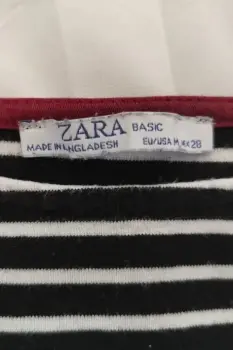 ZARA BASIC
MADE IN BANGLADESH EU/USA M MEX 28